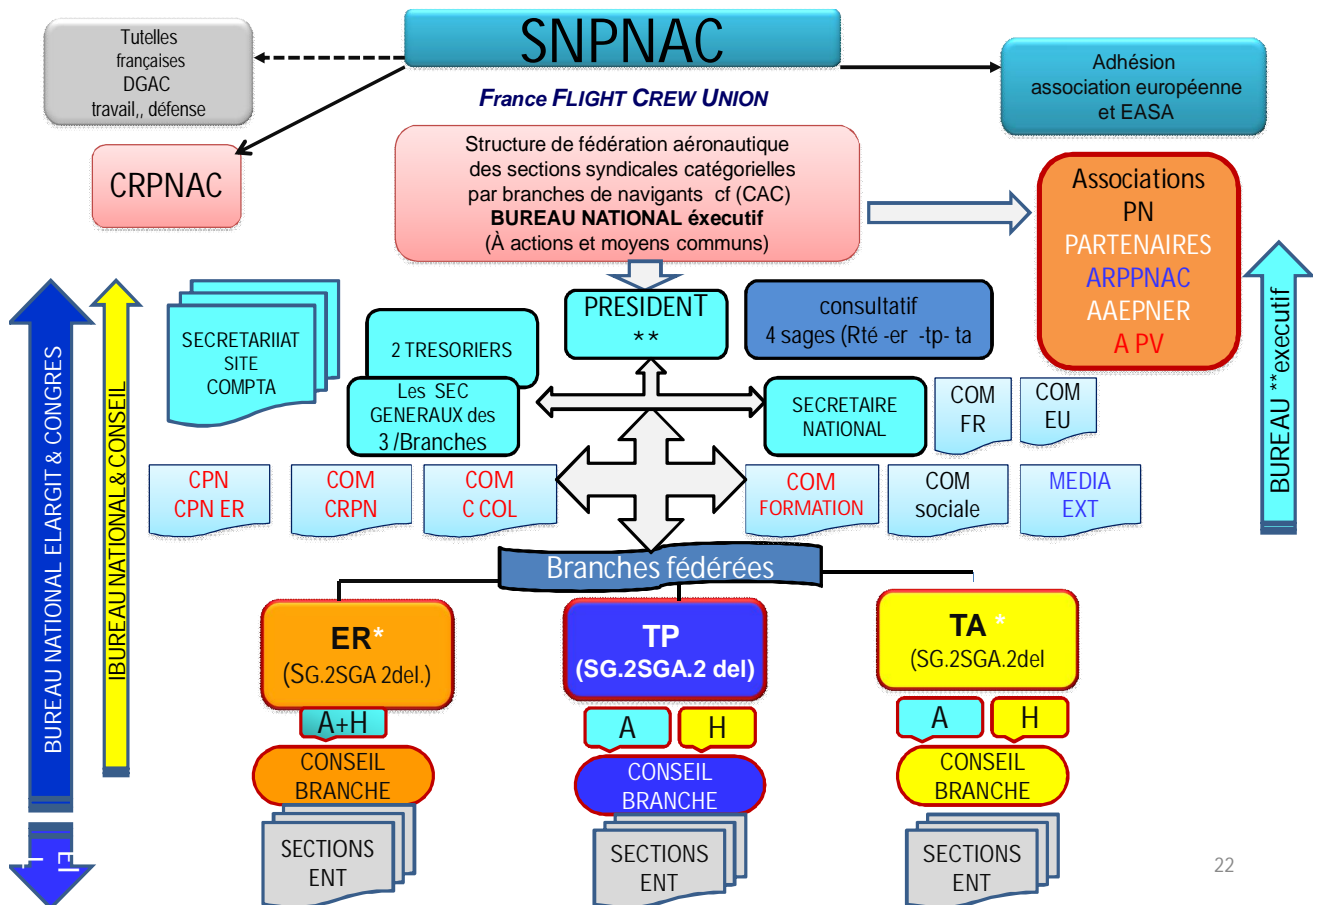 SNPNAC
Tutelles
françaises
DGAC
travail,, défense
Adhésion
association européenne
et EASA
France FLIGHT CREW UNION
CRPNAC
Structure de fédération aéronautique
des sections syndicales catégorielles
par branches de navigants cf (CAC)
BUREAU NATIONAL éxecutif
(À actions et moyens communs)
Associations
PN
PARTENAIRES
ARPPNAC
AAEPNER
A PV
BUREAU NATIONAL ELARGIT & CONGRES
IBUREAU NATIONAL& CONSEIL
BUREAU **executif
SECRETARIIAT
SITE
COMPTA
2 TRESORIERS
PRESIDENT
**
consultatif
4 sages (Rté -er -tp- ta
Les SEC
GENERAUX des
3 /Branches
SECRETAIRE
NATIONAL
COM
FR
COM
EU
CPN
CPN ER
COM
CRPN
COM
C COL
COM
FORMATION
COM
sociale
MEDIA
EXT
Branches fédérées
ER*
(SG.2SGA 2del.)
TP
(SG.2SGA.2 del)
TA *
(SG.2SGA.2del
A+H
A
H
A
H
CONSEIL
BRANCHE
CONSEIL
BRANCHE
CONSEIL
BRANCHE
SECTIONS
ENT
SECTIONS
ENT
SECTIONS
ENT
22